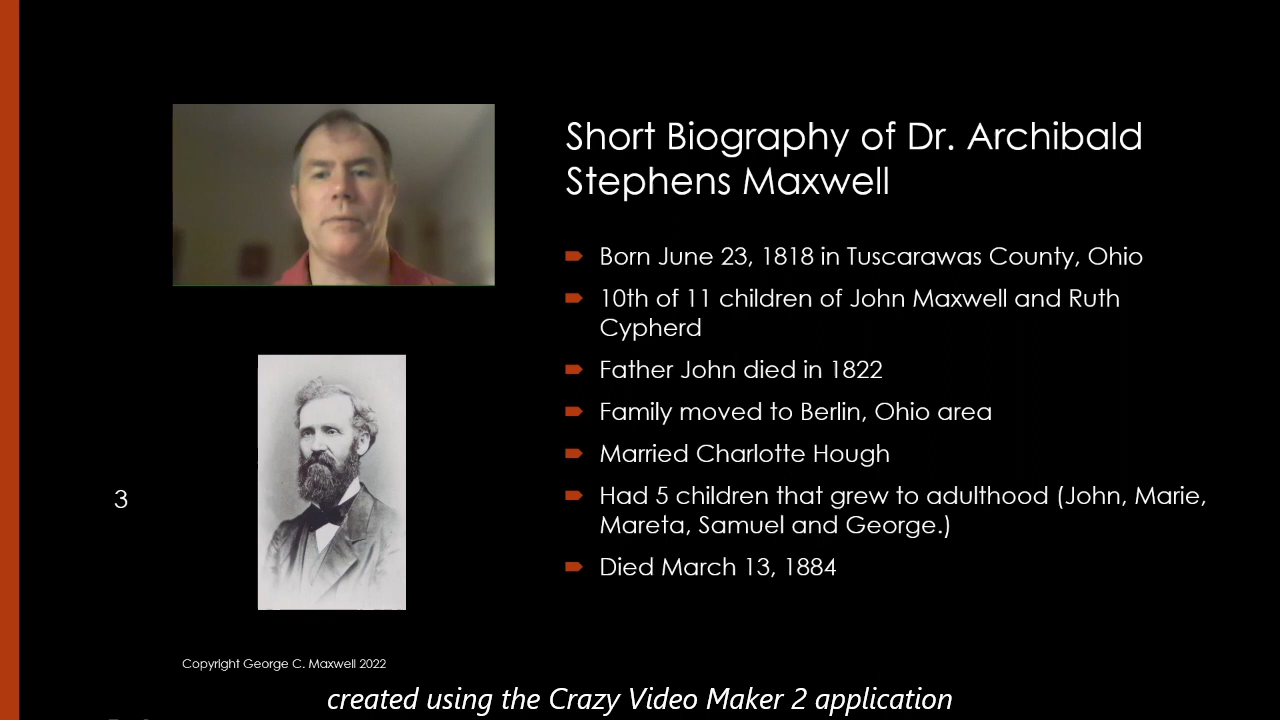 Short Biography of Dr. Archibald
Stephens Maxwell
Born June 23, 1818 in Tuscarawas County, Ohio
10th of 11 children of John Maxwell and Ruth
Cypherd
Father John died in 1822
Family moved to Berlin, Ohio area
Married Charlotte Hough
Had 5 children that grew to adulthood (John, Marie,
Mareta, Samuel and George.)
Died March 13, 1884
3
Copyright George C. Maxwell 2022
created using the Crazy Video Maker 2 application